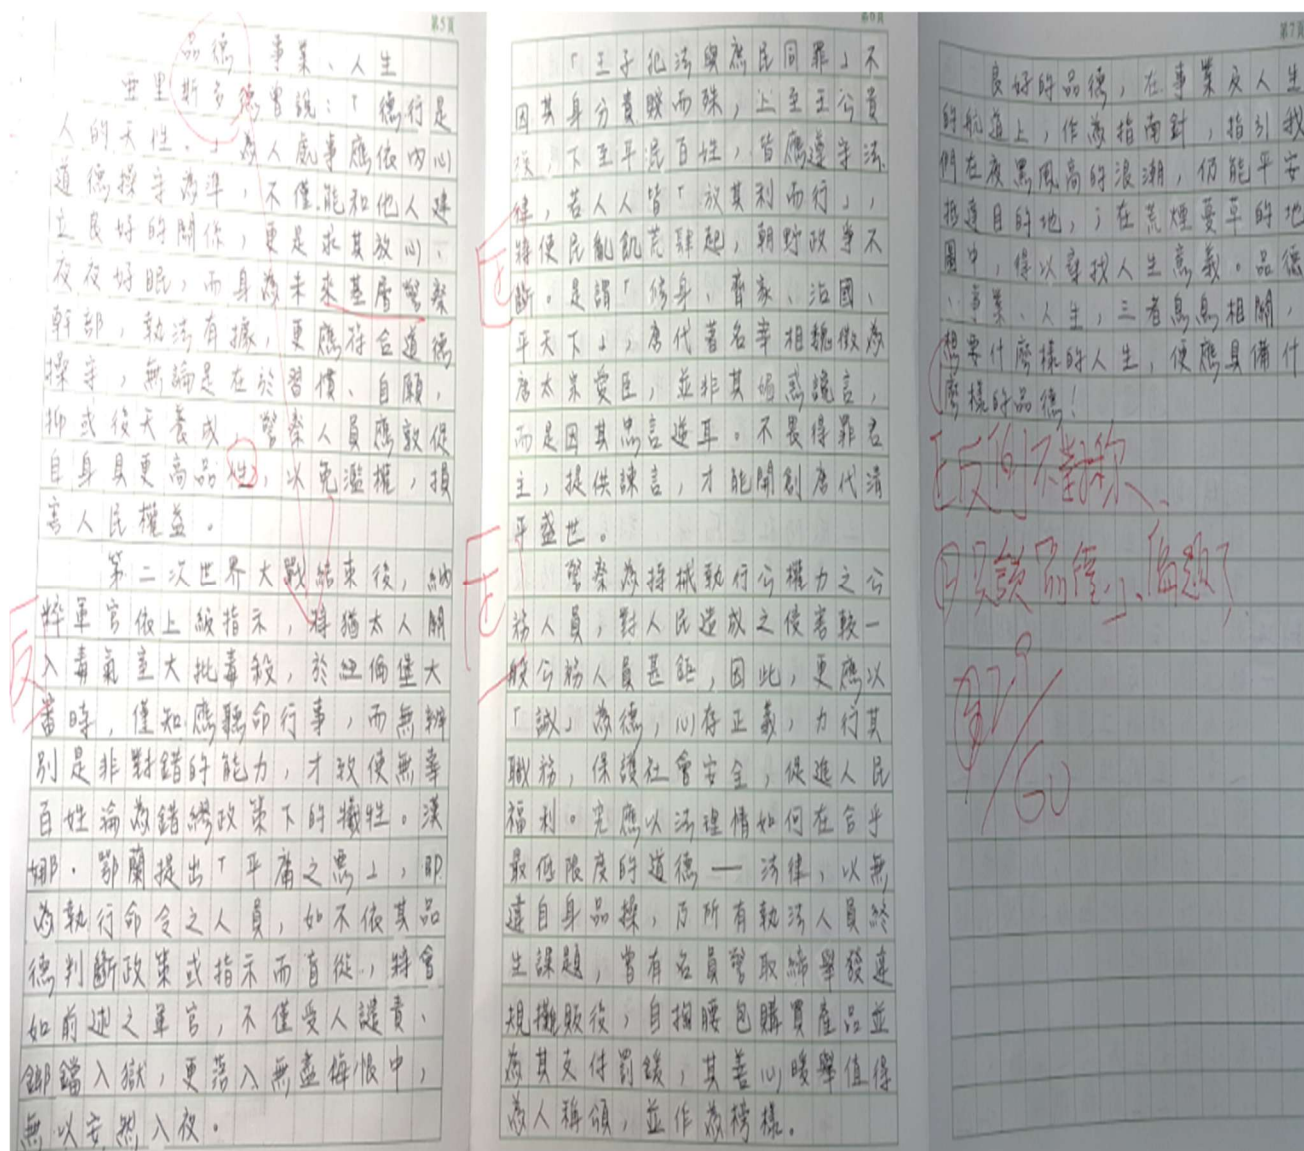 第5頁
品德、事業、人生
亞里斯多德曾說:「德行是
人的天性.」為人處事應依內心
道德操守為準,不僅能和他人建
立良好的關係,更是求其放心、
夜夜好眠,而身為未來基層警察
幹部,執法有據,更應符合道德
操守,無論是在於習慣、自願,
抑或後天養成,警察人員應敦促
自身具更高品性,以免濫權,損
害人民權益。
第二次世界大戰結束後,納
粹軍官依上級指示,將猶太人關
入毒氣室大批毒殺,於紐倫堡大
審時,僅知應聽命行事,而無辨
別是非對錯的能力,才致使無辜
百姓淪為錯繆政策下的犧牲。漢
娜.鄂蘭提出「平庸之惡」,即
為執行命令之人員,如不依其品
德判斷政策或指示而盲從,將會
如前述之軍官,不僅受人譴責、
鋃鐺入獄,更落入無盡悔恨中,
無以安然入夜。
反
第6頁
「王子犯法與庶民同罪」不
因其身分貴賤而殊,上至王公貴
族,下至平民百姓,皆應遵守法
律,若人人皆「放其利而行」,
將使民亂飢荒肆起,朝野政爭不
斷。是謂「修身、齊家、治國、
平天下」,唐代著名宰相魏徵為
唐太宗愛臣,並非其媚惑讒言,
而是因其忠言逆耳。不畏得罪君
主,提供諫言,才能開創唐代清
平盛世。
警察為持械執行公權力之公
務人員,對人民造成之侵害較一
般公務人員甚鉅,因此,更應以
「誠」為德,心存正義,力行其
職務,保護社會安全,促進人民
福利。究應以法理情如何在合乎
最低限度的道德—法律,以無
違自身品操,乃所有執法人員終
生課題,曾有名員警取締舉發違
規攤販後,自掏腰包購買產品並
為其支付罰鍰,其善心暖舉值得
為人稱頌,並作為榜樣。
正
正
第7頁
良好的品德,在事業及人生
的航道上,作為指南針,指引我
們在夜黑風高的浪潮,仍能平安
抵達目的地,;在荒煙蔓草的地
圖中,得以尋找人生意義。品德
、事業、人生,三者息息相關,
想要什麼樣的人生,便應具備什
麼樣的品德!
正反例不對稱、
只談品德、偏題了
/60